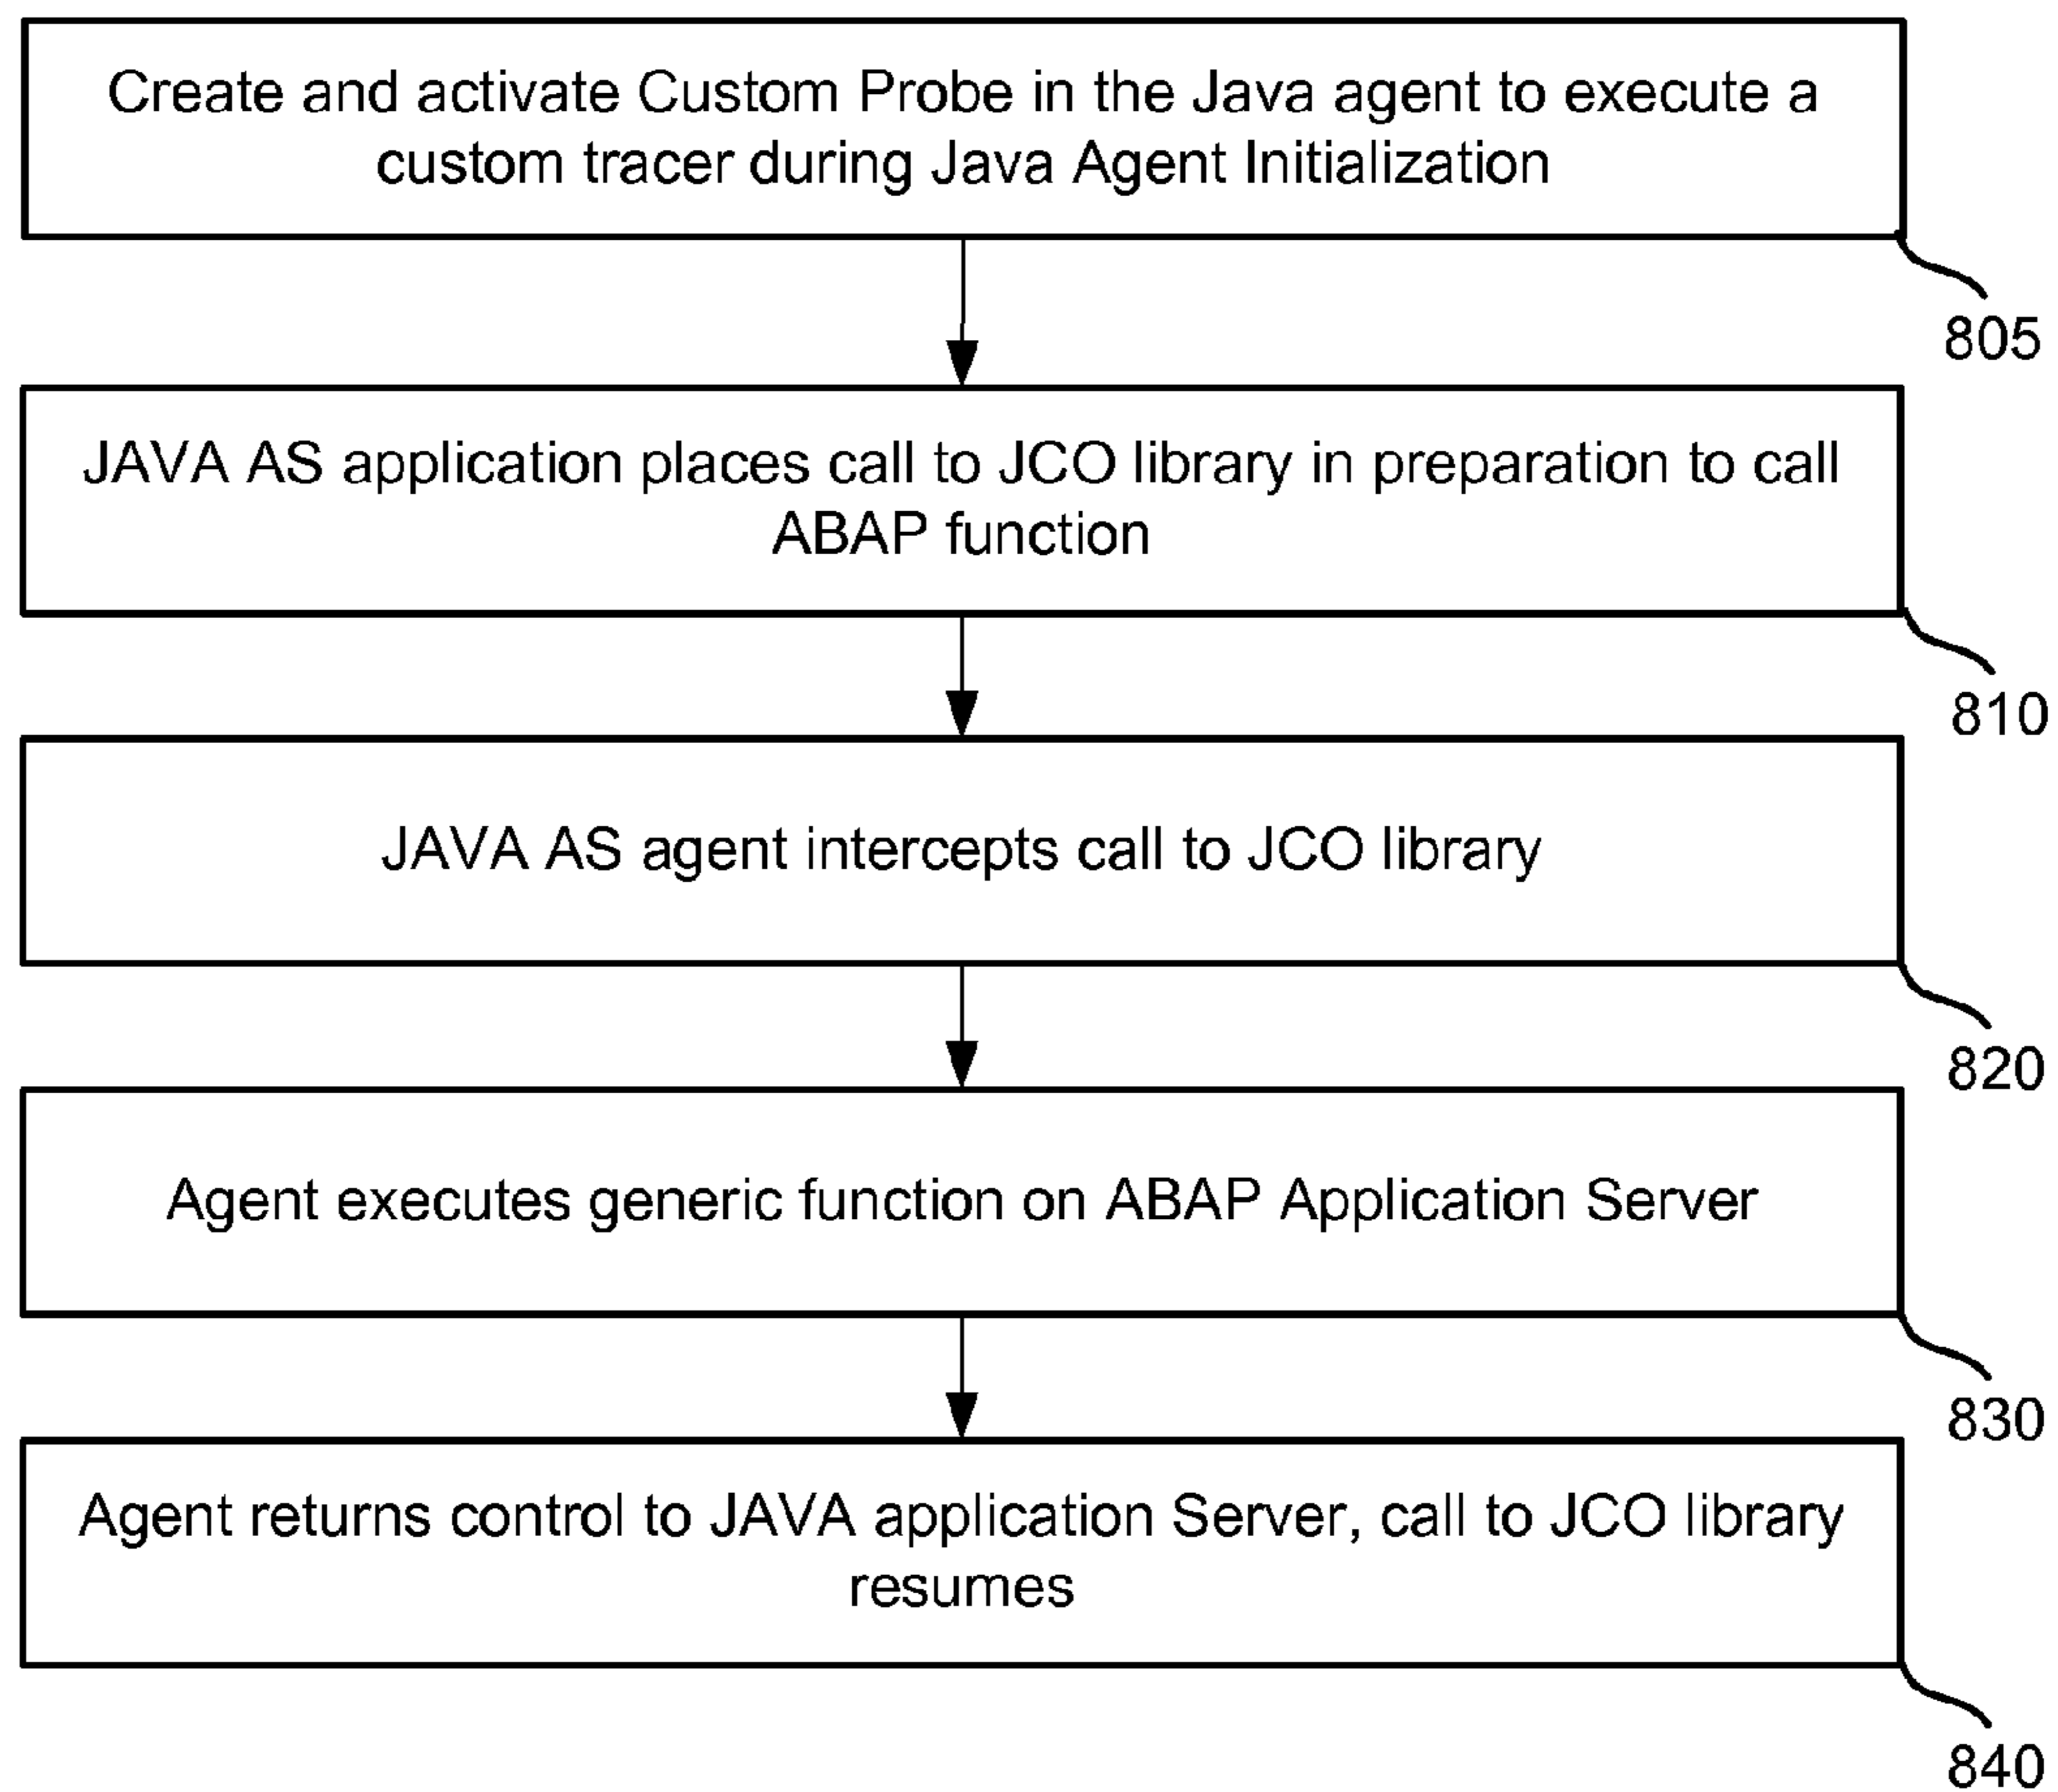 Create and activate Custom Probe in the Java agent to execute a
custom tracer during Java Agent Initialization
805
JAVA AS application places call to JCO library in preparation to call
ABAP function
810
JAVA AS agent intercepts call to JCO library
820
Agent executes generic function on ABAP Application Server
830
Agent returns control to JAVA application Server, call to JCO library
resumes
840